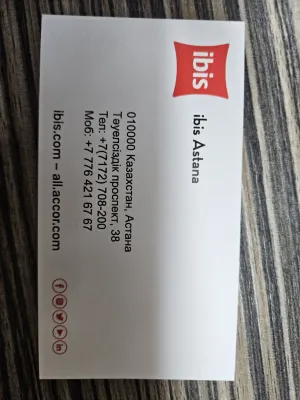 ibis
ibis Astana
010000 Казахстан, Астана
Тәуелсіздік проспект. 38
Тел: +7(7172) 708-200
Моб: +7 776 421 67 67
ibis.com – all.accor.com